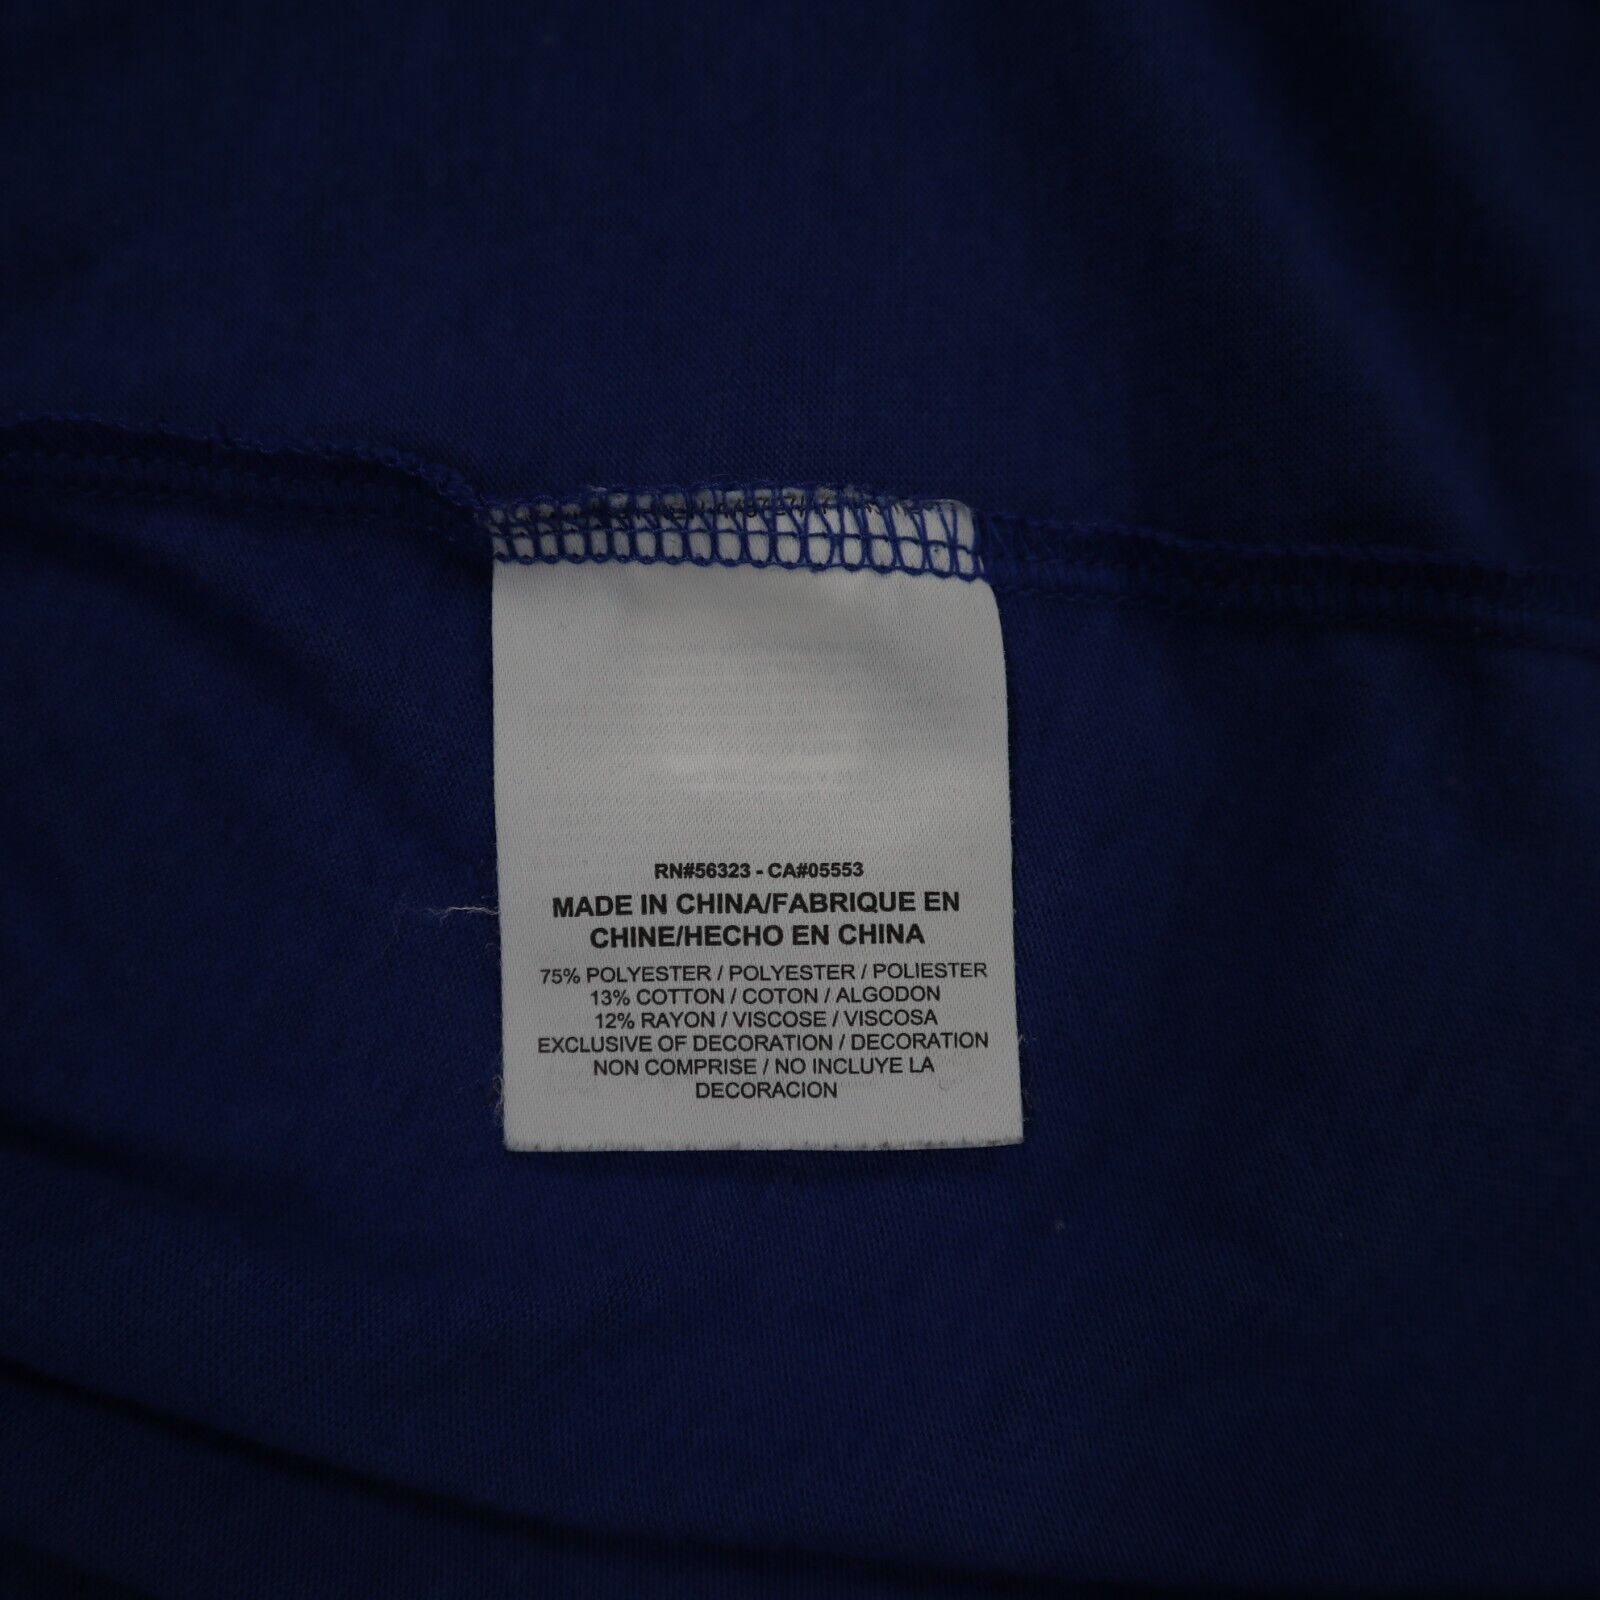 RN#56323 - CA#05553
MADE IN CHINA/FABRIQUE EN
CHINE/HECHO EN CHINA
75% POLYESTER / POLYESTER / POLIESTER
13% COTTON / COTON / ALGODON
12% RAYON / VISCOSE / VISCOSA
EXCLUSIVE OF DECORATION / DECORATION
NON COMPRISE / NO INCLUYE LA
DECORACION